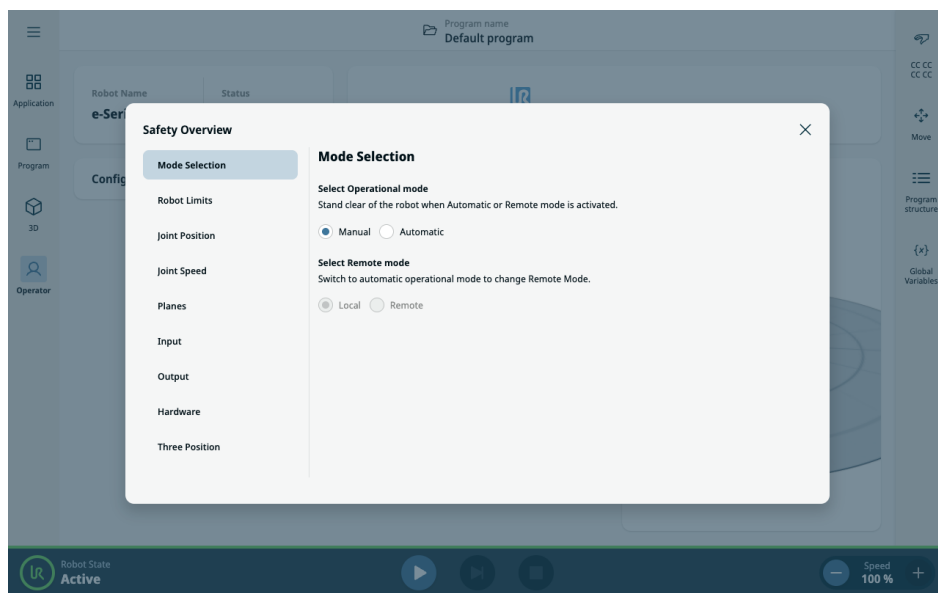 Program name
Default program
Application
Program
3D
Operator
Robot Name
Status
e-Seri
Config
Safety Overview
Mode Selection
Robot Limits
Joint Position
Joint Speed
Planes
Input
Output
Hardware
Three Position
Mode Selection
Select Operational mode
Stand clear of the robot when Automatic or Remote mode is activated.
Manual Automatic
Select Remote mode
Switch to automatic operational mode to change Remote Mode.
Local Remote
CC CC
CC CC
Move
Program
structure
{x}
Global
Variables
Robot State
Active
Speed
100 %